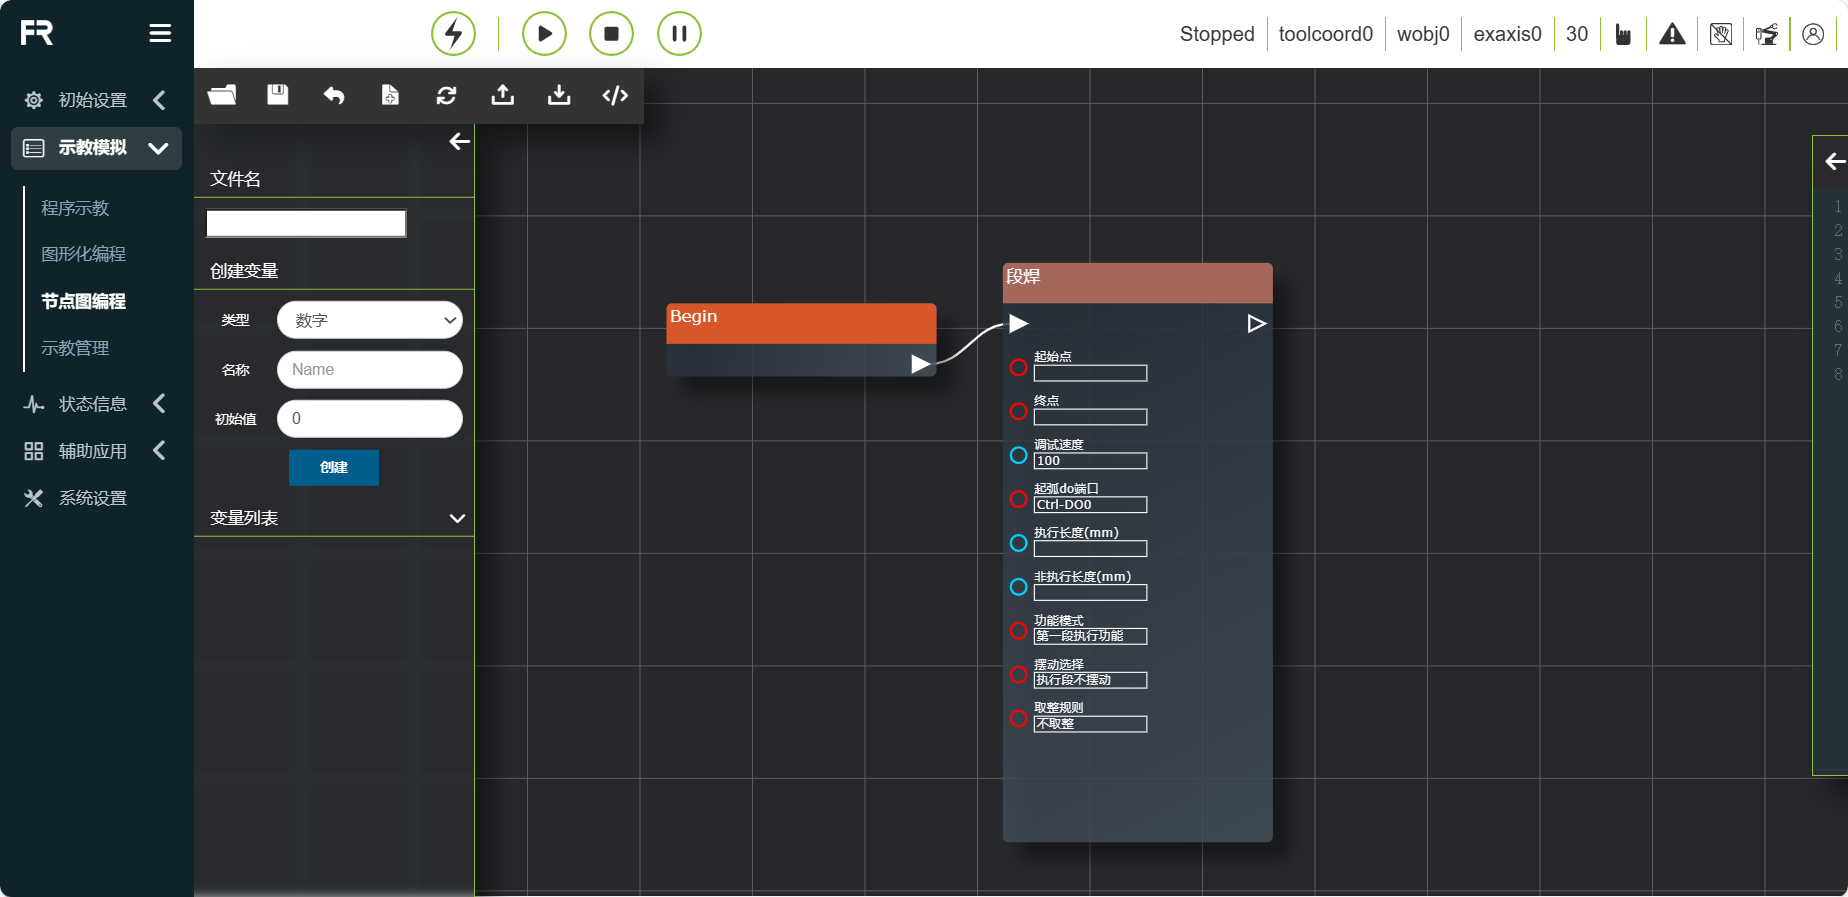 FR
Stopped
toolcoord0
wobj0
exaxis0
30
初始设置
示教模拟
程序示教
图形化编程
节点图编程
示教管理
状态信息
辅助应用
系统设置
文件名
创建变量
类型
数字
名称
Name
初始值
0
创建
变量列表
Begin
段焊
起始点
终点
调试速度
100
起弧do端口
Ctrl-DO0
执行长度(mm)
非执行长度(mm)
功能模式
第一段执行功能
摆动选择
执行段不摆动
取整规则
不取整
1
2
3
4
5
6
7
8